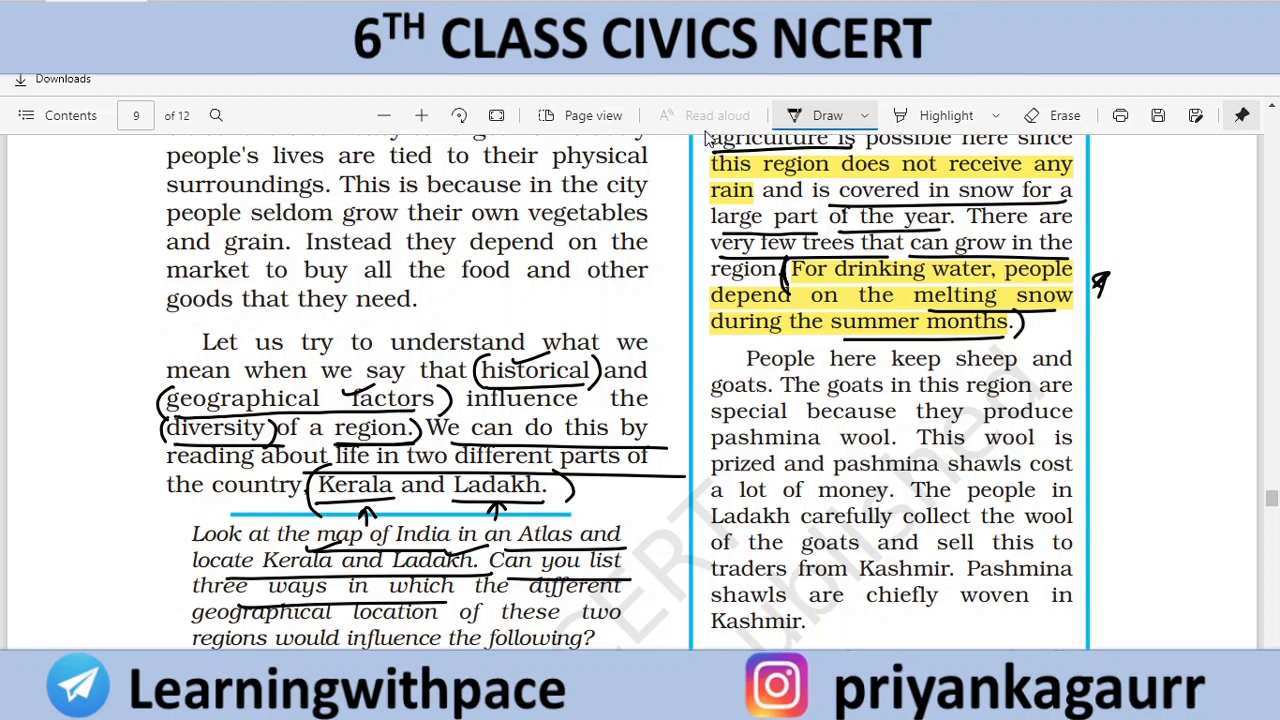 6TH CLASS CIVICS NCERT
Downloads
Contents 9 of 12 Page view Read aloud Draw Highlight Erase
people's lives are tied to their physical
surroundings. This is because in the city
people seldom grow their own vegetables
and grain. Instead they depend on the
market to buy all the food and other
goods that they need.
Let us try to understand what we
mean when we say that historical and
geographical factors influence the
diversity of a region. We can do this by
reading about life in two different parts of
the country, Kerala and Ladakh.
Look at the map of India in an Atlas and
locate Kerala and Ladakh. Can you list
three ways in which the different
geographical location of these two
regions would influence the following?
agriculture is possible here since
this region does not receive any
rain and is covered in snow for a
large part of the year. There are
very few trees that can grow in the
region. For drinking water, people
depend on the melting snow
during the summer months.
People here keep sheep and
goats. The goats in this region are
special because they produce
pashmina wool. This wool is
prized and pashmina shawls cost
a lot of money. The people in
Ladakh carefully collect the wool
of the goats and sell this to
traders from Kashmir. Pashmina
shawls are chiefly woven in
Kashmir.
Learningwithpace
priyankagaurr